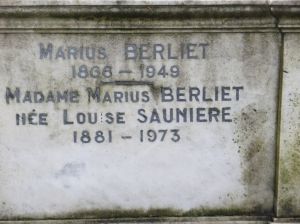 MARIUS BERLIET
1866 – 1949
MADAME MARIUS BERLIET
NÉE LOUISE SAUNIERE
1881 – 1973